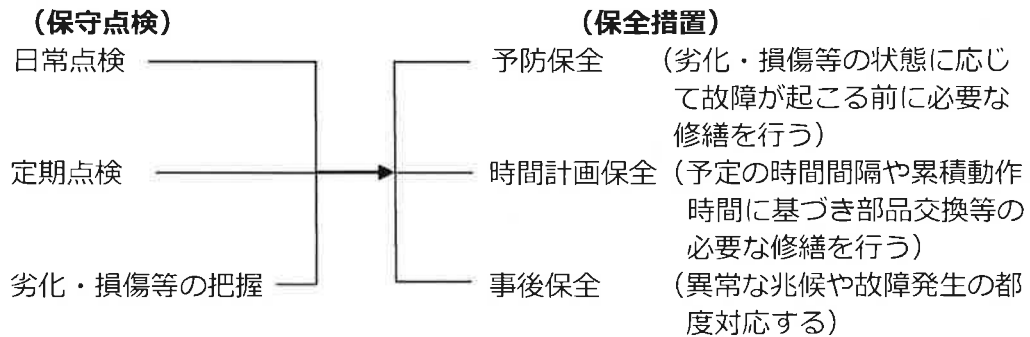 （保守点検）
（保全措置）
日常点検
予防保全
（劣化・損傷等の状態に応じ
て故障が起こる前に必要な
修繕を行う）
定期点検
時間計画保全
（予定の時間間隔や累積動作
時間に基づき部品交換等の
必要な修繕を行う）
劣化・損傷等の把握
事後保全
（異常な兆候や故障発生の都
度対応する）